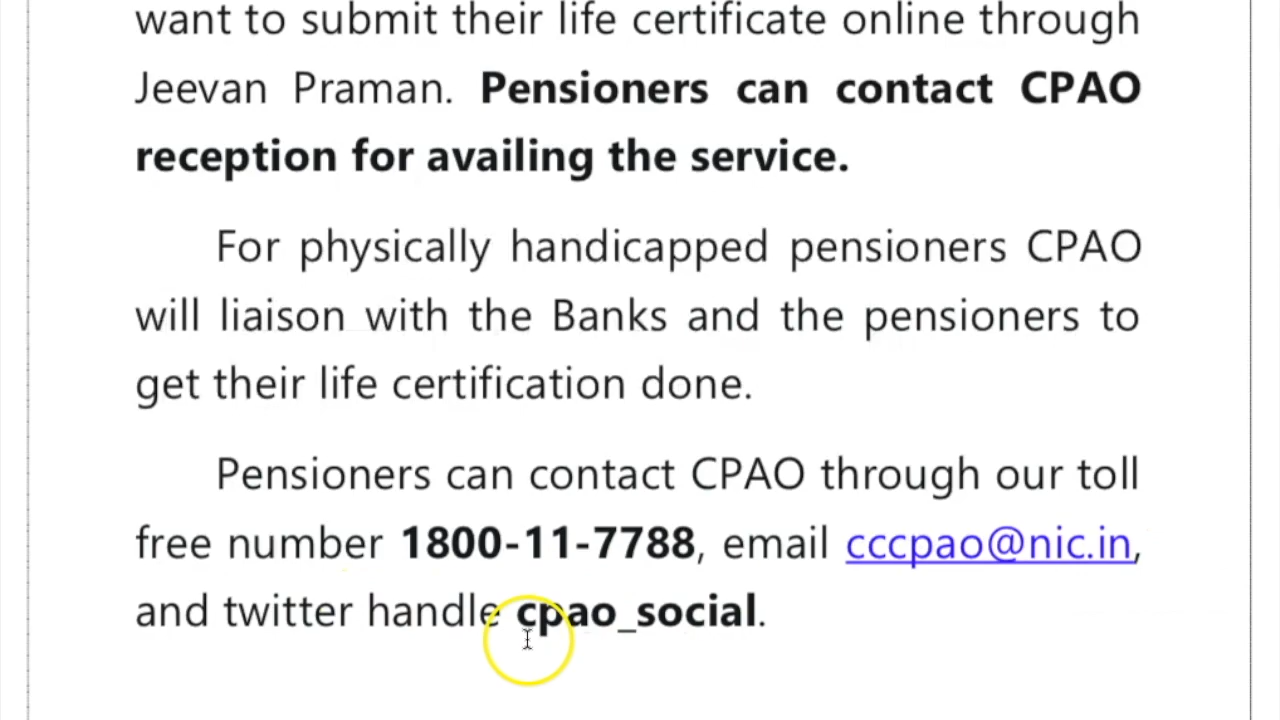 want to submit their life certificate online through
Jeevan Praman. Pensioners can contact CPAO
reception for availing the service.
For physically handicapped pensioners CPAO
will liaison with the Banks and the pensioners to
get their life certification done.
Pensioners can contact CPAO through our toll
free number 1800-11-7788, email cccpao@nic.in,
and twitter handle cpao_social.